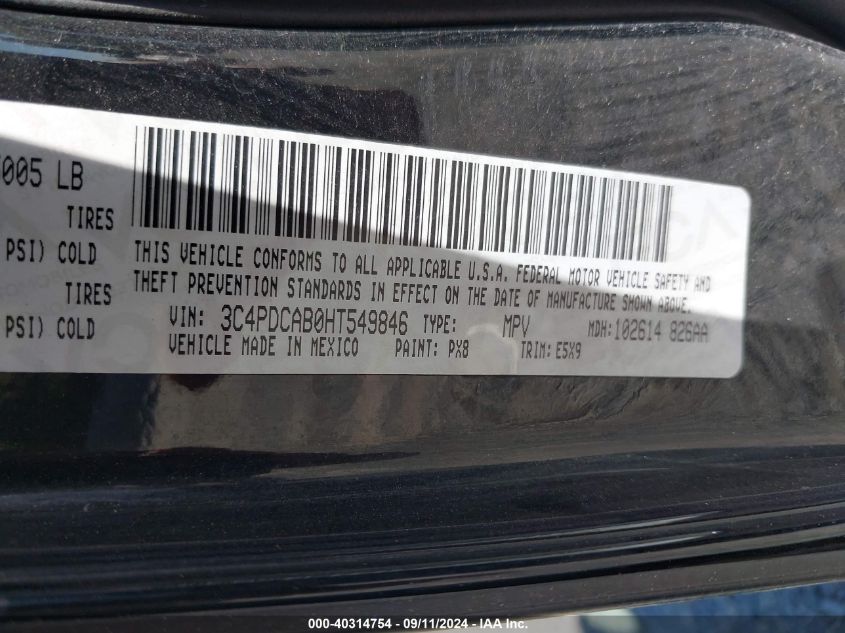 005 LB
TIRES
PSI) COLD
TIRES
PSI) COLD
THIS VEHICLE CONFORMS TO ALL APPLICABLE U.S.A. FEDERAL MOTOR VEHICLE SAFETY AND
THEFT PREVENTION STANDARDS IN EFFECT ON THE DATE OF MANUFACTURE SHOWN ABOVE.
VIN: 3C4PDCAB0HT549846 TYPE: MPV MDH:102614 826AA
VEHICLE MADE IN MEXICO PAINT: PX8 TRIM: E5X9
000-40314754 - 09/11/2024 - IAA Inc.